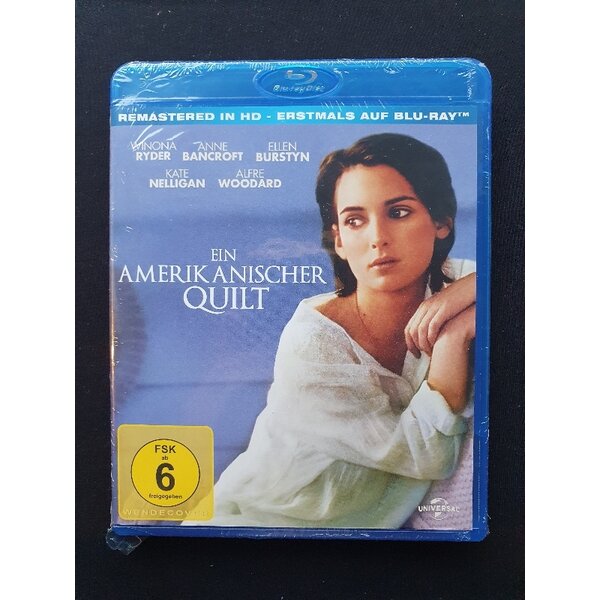 Blu-ray Disc
REMASTERED IN HD - ERSTMALS AUF BLU-RAY™
WINONA RYDER
ANNE BANCROFT
ELLEN BURSTYN
KATE NELLIGAN
ALFRE WOODARD
EIN
AMERIKANISCHER
QUILT
FSK
ab
6
freigegeben
WENDECOVER
UNIVERSAL